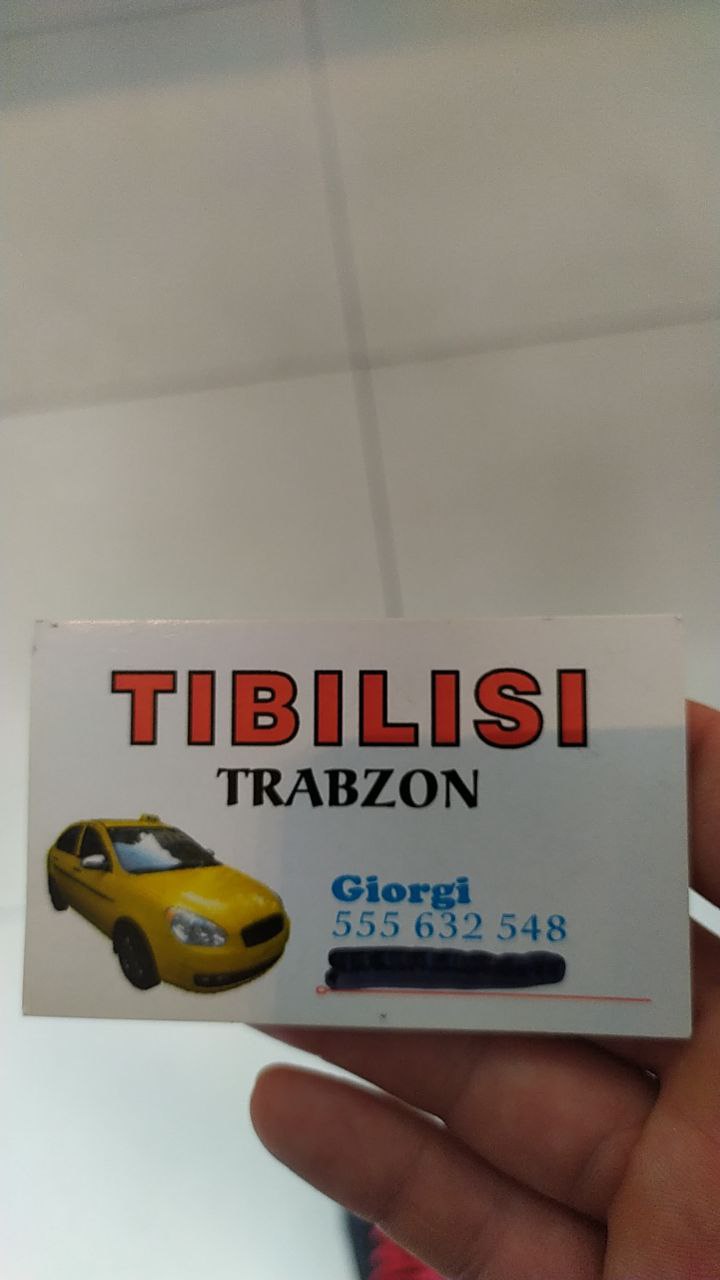 TIBILISI
TRABZON
Giorgi
555 632 548